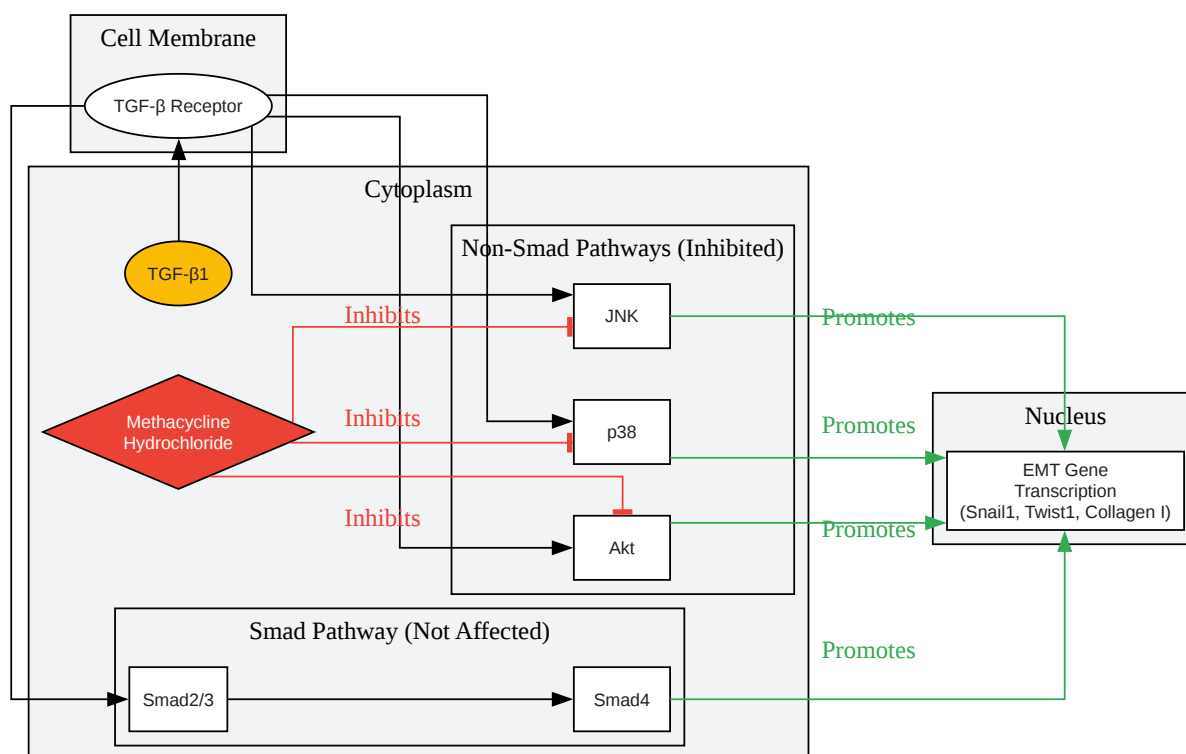 Cell Membrane
TGF-β Receptor
Cytoplasm
TGF-β1
Non-Smad Pathways (Inhibited)
Inhibits
JNK
Promotes
Methacycline
Hydrochloride
Inhibits
p38
Promotes
Nucleus
EMT Gene
Transcription
(Snail1, Twist1, Collagen I)
Inhibits
Akt
Promotes
Smad Pathway (Not Affected)
Promotes
Smad2/3
Smad4